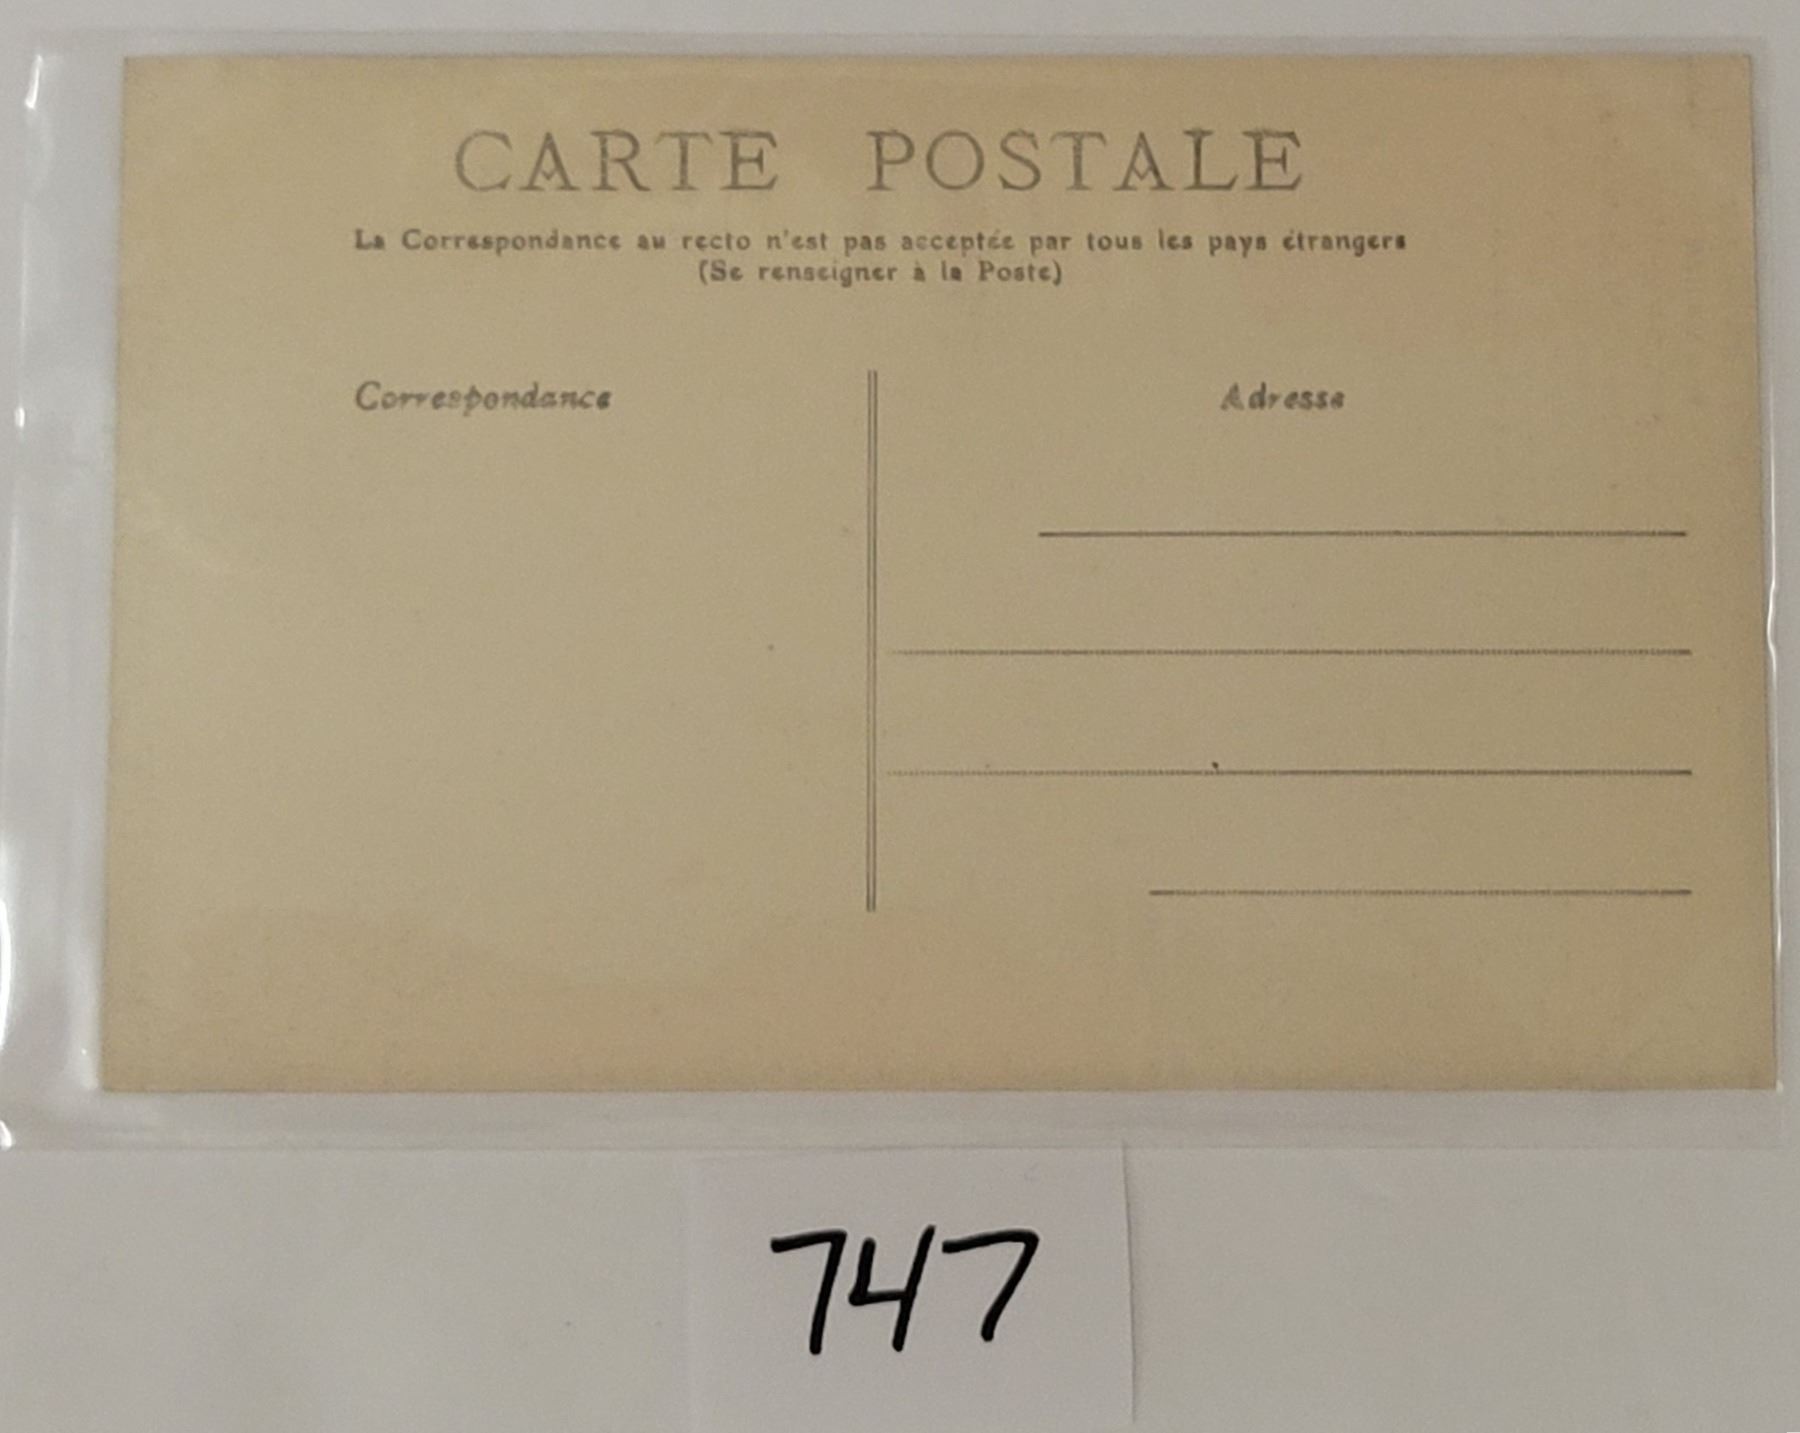 CARTE POSTALE
La Correspondance au recto n'est pas acceptée par tous les pays étrangers
(Se renseigner à la Poste)
Correspondance
Adresse
747